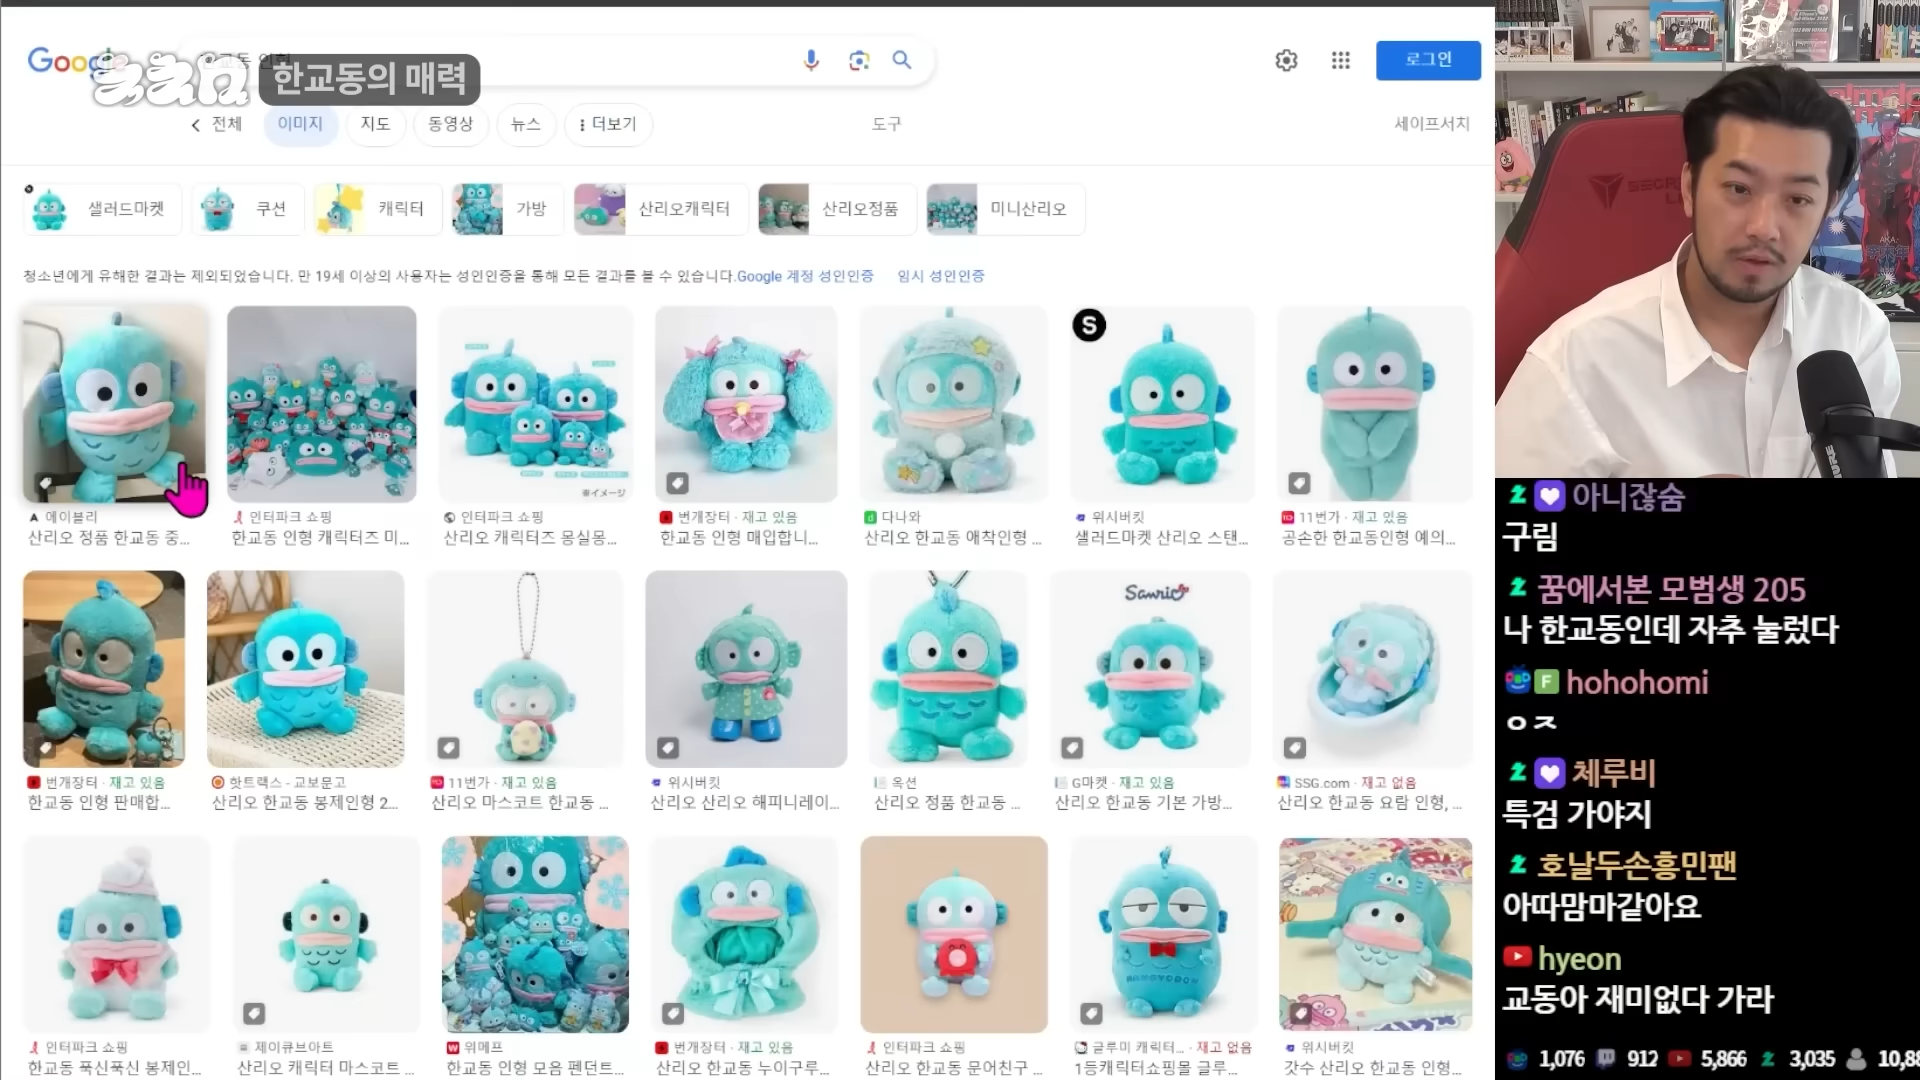 Google
한교동 인형
한교동의 매력
로그인
전체
이미지
지도
동영상
뉴스
더보기
도구
세이프서치
샐러드마켓
쿠션
캐릭터
가방
산리오캐릭터
산리오정품
미니산리오
청소년에게 유해한 결과는 제외되었습니다. 만 19세 이상의 사용자는 성인인증을 통해 모든 결과를 볼 수 있습니다.Google 계정 성인인증 임시 성인인증
S
※イメージ
에이블리
산리오 정품 한교동 중...
인터파크 쇼핑
한교동 인형 캐릭터즈 미...
인터파크 쇼핑
산리오 캐릭터즈 몽실몽...
번개장터 · 재고 있음
한교동 인형 매입합니...
다나와
산리오 한교동 애착인형 ...
위시버킷
샐러드마켓 산리오 스탠...
11번가 · 재고 있음
공손한 한교동인형 예의...
Sanrio
번개장터 · 재고 있음
한교동 인형 판매합...
핫트랙스 - 교보문고
산리오 한교동 봉제인형 2...
11번가 · 재고 있음
산리오 마스코트 한교동 ...
위시버킷
산리오 산리오 해피니레이...
옥션
산리오 정품 한교동 ...
G마켓 · 재고 있음
산리오 한교동 기본 가방...
SSG.com · 재고 없음
산리오 한교동 요람 인형, ...
HANGYODON
인터파크 쇼핑
한교동 푹신푹신 봉제인...
제이큐브아트
산리오 캐릭터 마스코트 ...
위메프
한교동 인형 모음 펜던트...
번개장터 · 재고 있음
산리오 한교동 누이구루...
인터파크 쇼핑
산리오 한교동 문어친구 ...
글루미 캐릭터... · 재고 없음
1등캐릭터쇼핑몰 글루...
위시버킷
갓수 산리오 한교동 인형...
아니잖숨
구림
꿈에서본 모범생 205
나 한교동인데 자추 눌렀다
hohohomi
ㅇㅈ
체루비
특검 가야지
호날두손흥민팬
아따맘마같아요
hyeon
교동아 재미없다 가라
1,076
912
5,866
3,035